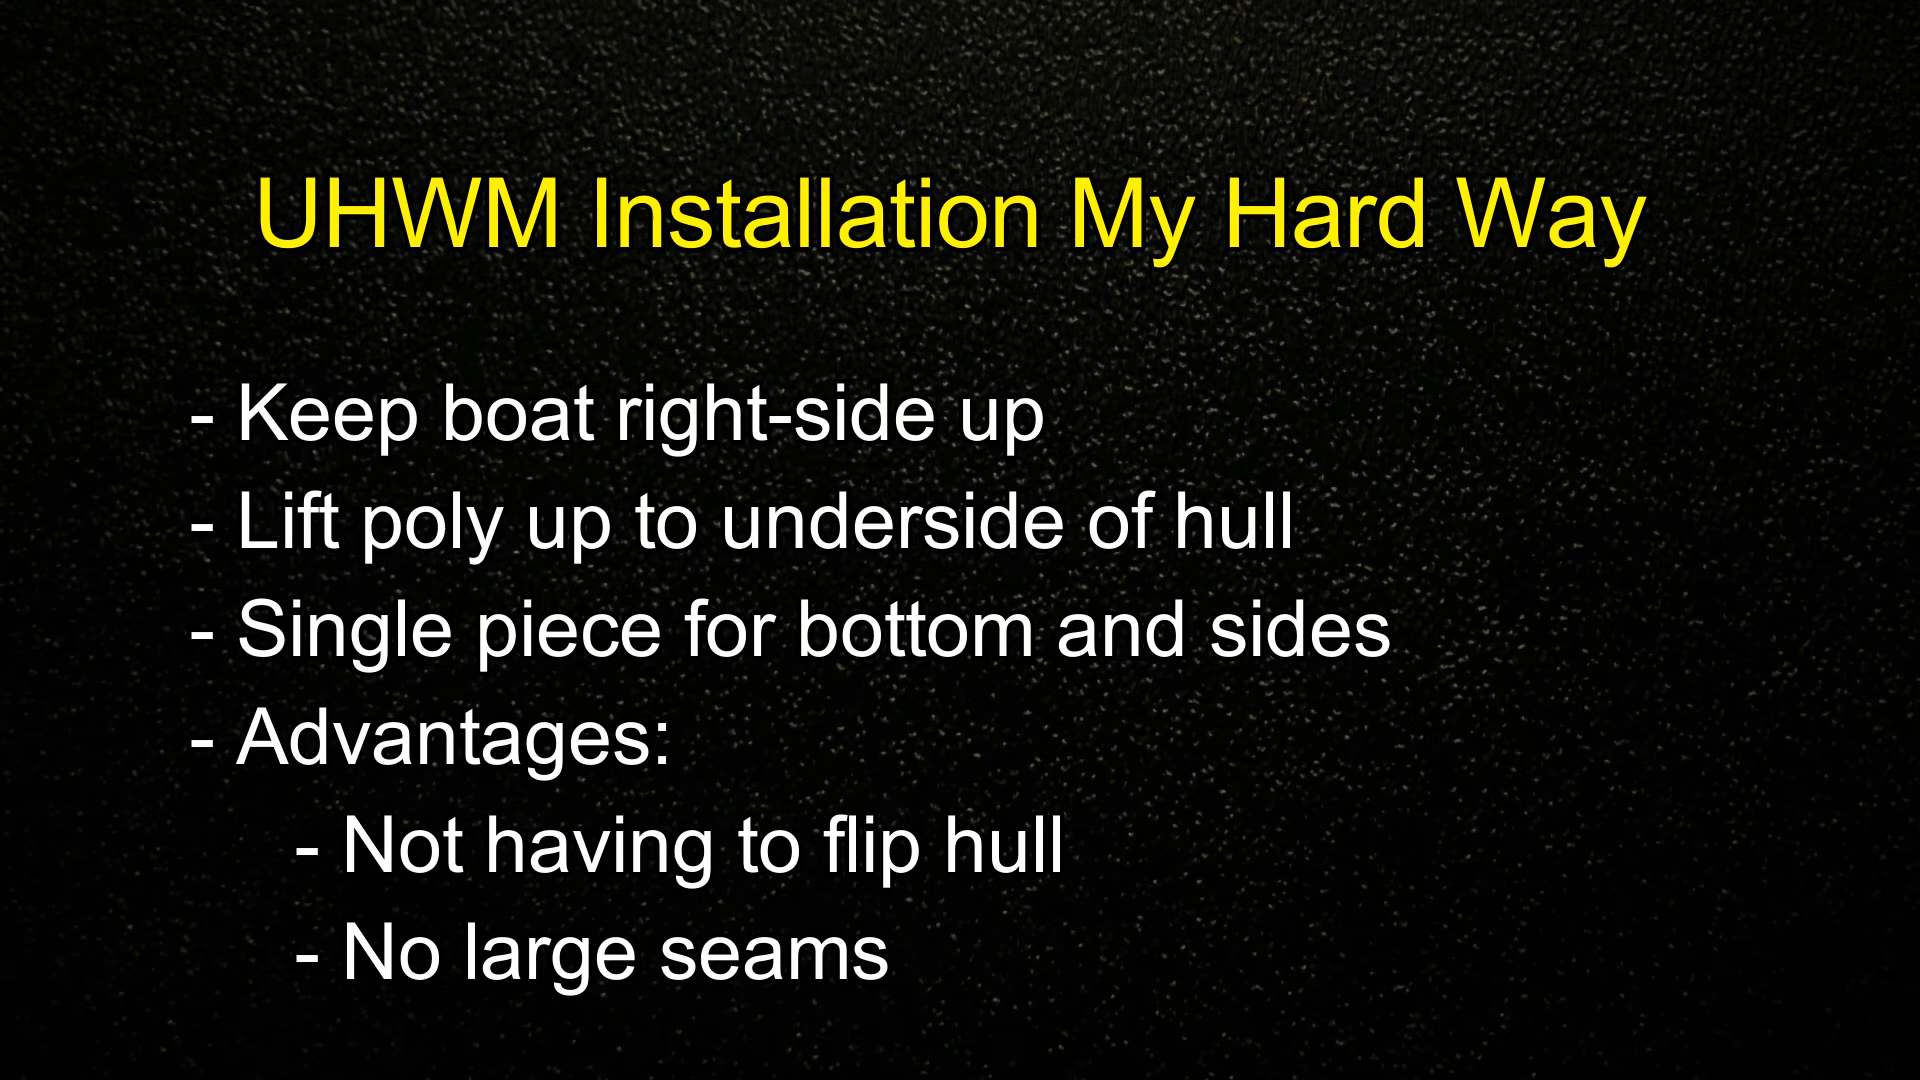 UHWM Installation My Hard Way
- Keep boat right-side up
- Lift poly up to underside of hull
- Single piece for bottom and sides
- Advantages:
- Not having to flip hull
- No large seams